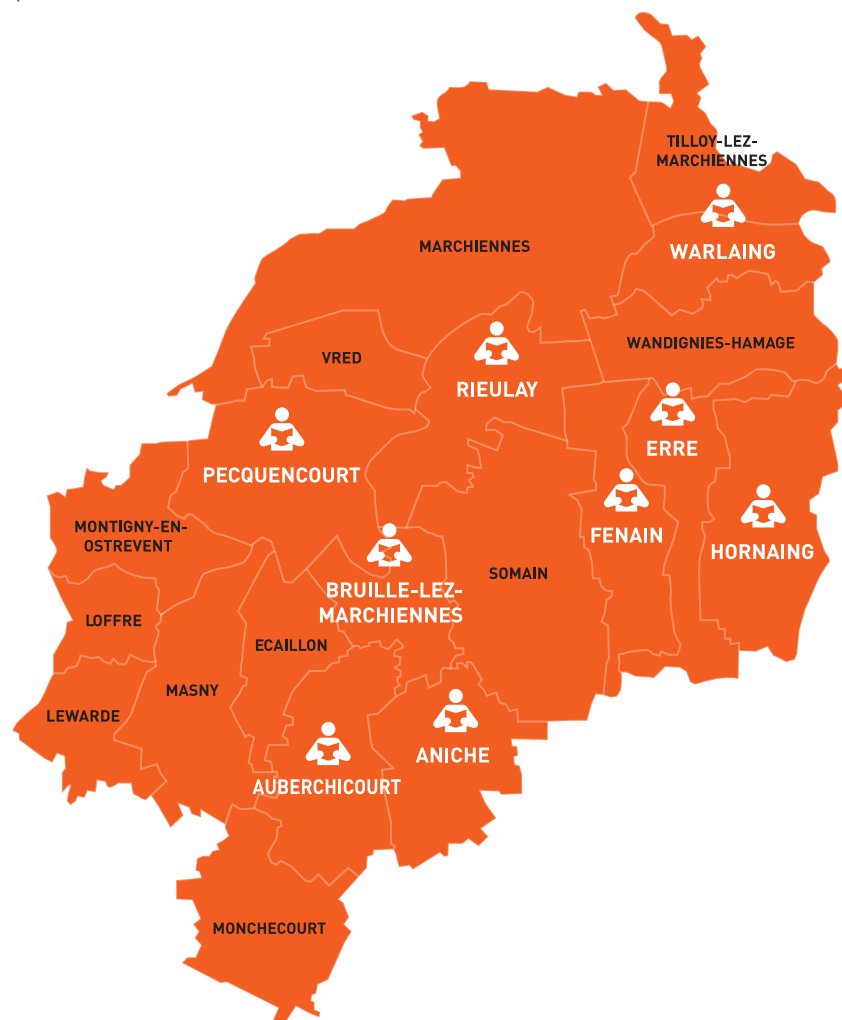 TILLOY-LEZ-
MARCHIENNES
MARCHIENNES
WARLAING
VRED
WANDIGNIES-HAMAGE
RIEULAY
ERRE
PECQUENCOURT
MONTIGNY-EN-
OSTREVENT
FENAIN
HORNAING
SOMAIN
BRUILLE-LEZ-
MARCHIENNES
LOFFRE
ECAILLON
MASNY
LEWARDE
ANICHE
AUBERCHICOURT
MONCHECOURT